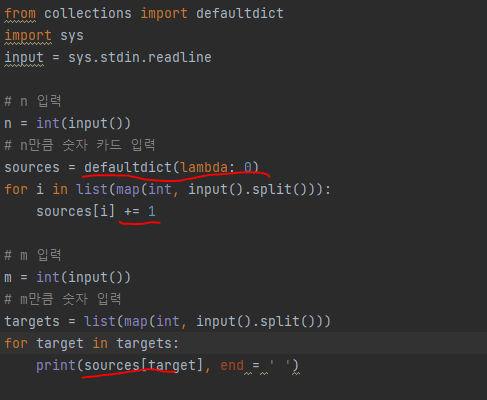 from collections import defaultdict
import sys
input = sys.stdin.readline
# n 입력
n = int(input())
# n만큼 숫자 카드 입력
sources = defaultdict(lambda: 0)
for i in list(map(int, input().split())):
    sources[i] += 1
# m 입력
m = int(input())
# m만큼 숫자 입력
targets = list(map(int, input().split()))
for target in targets:
    print(sources[target], end = ' ')